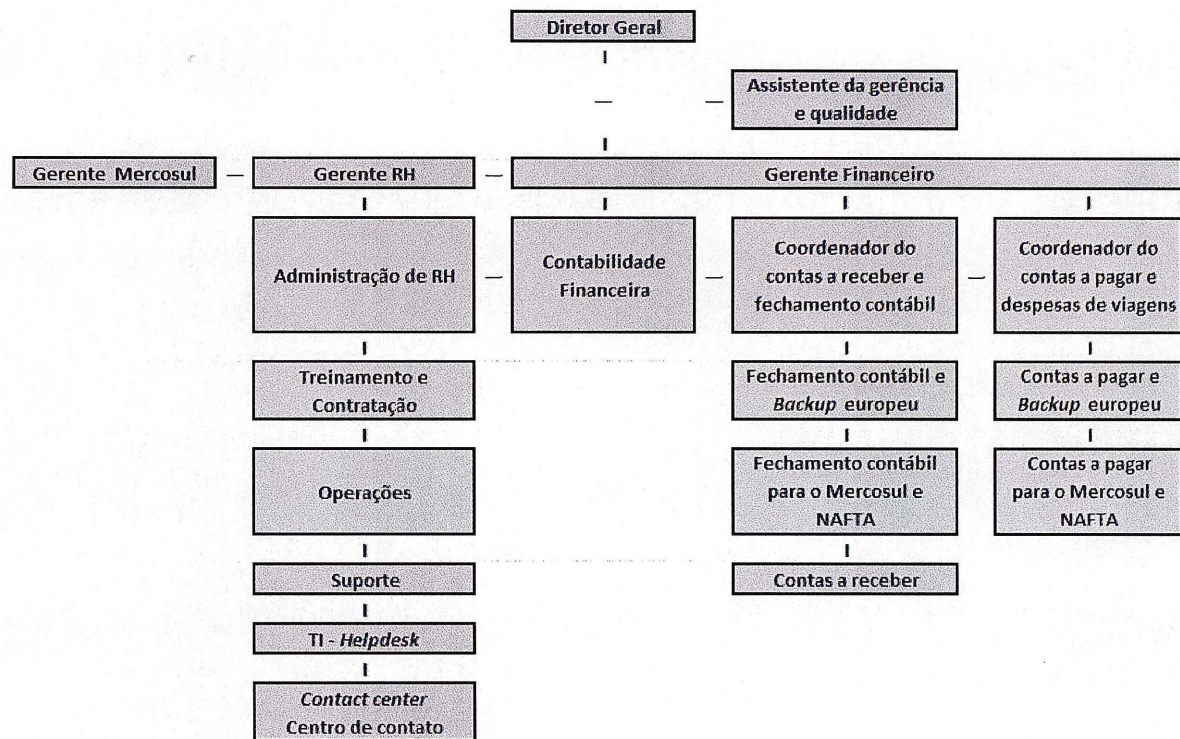 Diretor Geral
Assistente da gerência
e qualidade
Gerente Mercosul
Gerente RH
Gerente Financeiro
Administração de RH
Contabilidade
Financeira
Coordenador do
contas a receber e
fechamento contábil
Coordenador do
contas a pagar e
despesas de viagens
Treinamento e
Contratação
Fechamento contábil e
Backup europeu
Contas a pagar e
Backup europeu
Operações
Fechamento contábil
para o Mercosul e
NAFTA
Contas a pagar
para o Mercosul e
NAFTA
Suporte
Contas a receber
TI - Helpdesk
Contact center
Centro de contato